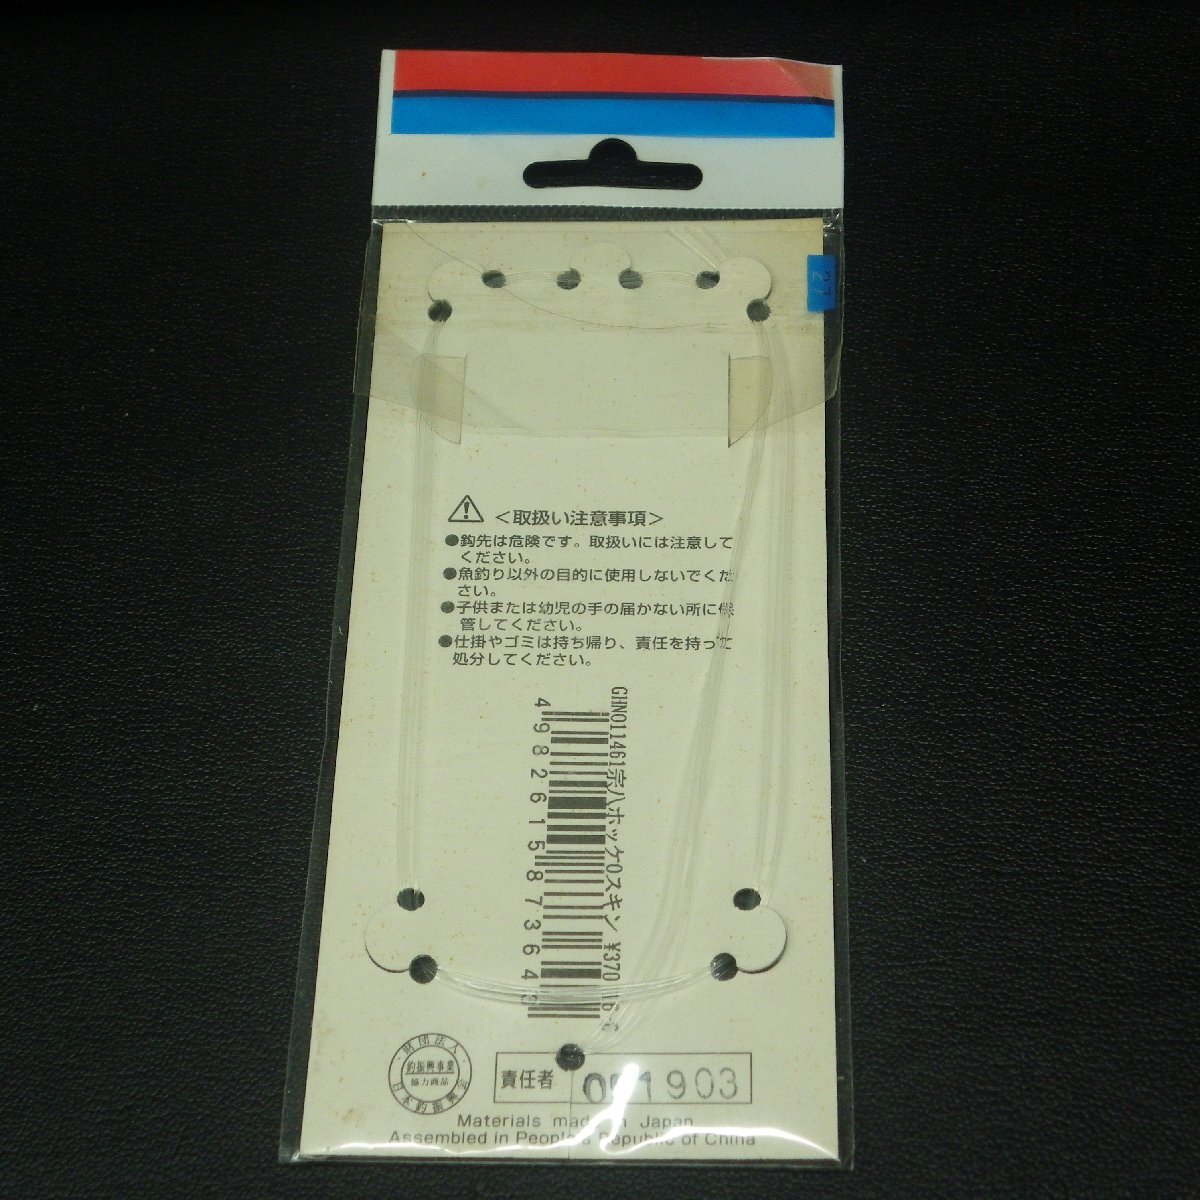 27
<取扱い注意事項>
●鈎先は危険です。取扱いには注意して
ください。
●魚釣り以外の目的に使用しないでくだ
さい。
●子供または幼児の手の届かない所に保
管してください。
●仕掛やゴミは持ち帰り、責任を持って
処分してください。
GHN011461宗ハホッケ0スキン ¥370
4 982615 87364
財団法人
釣振興事業
協力商品
日本釣振興会
責任者 051903
Materials made in Japan
Assembled in People's Republic of China